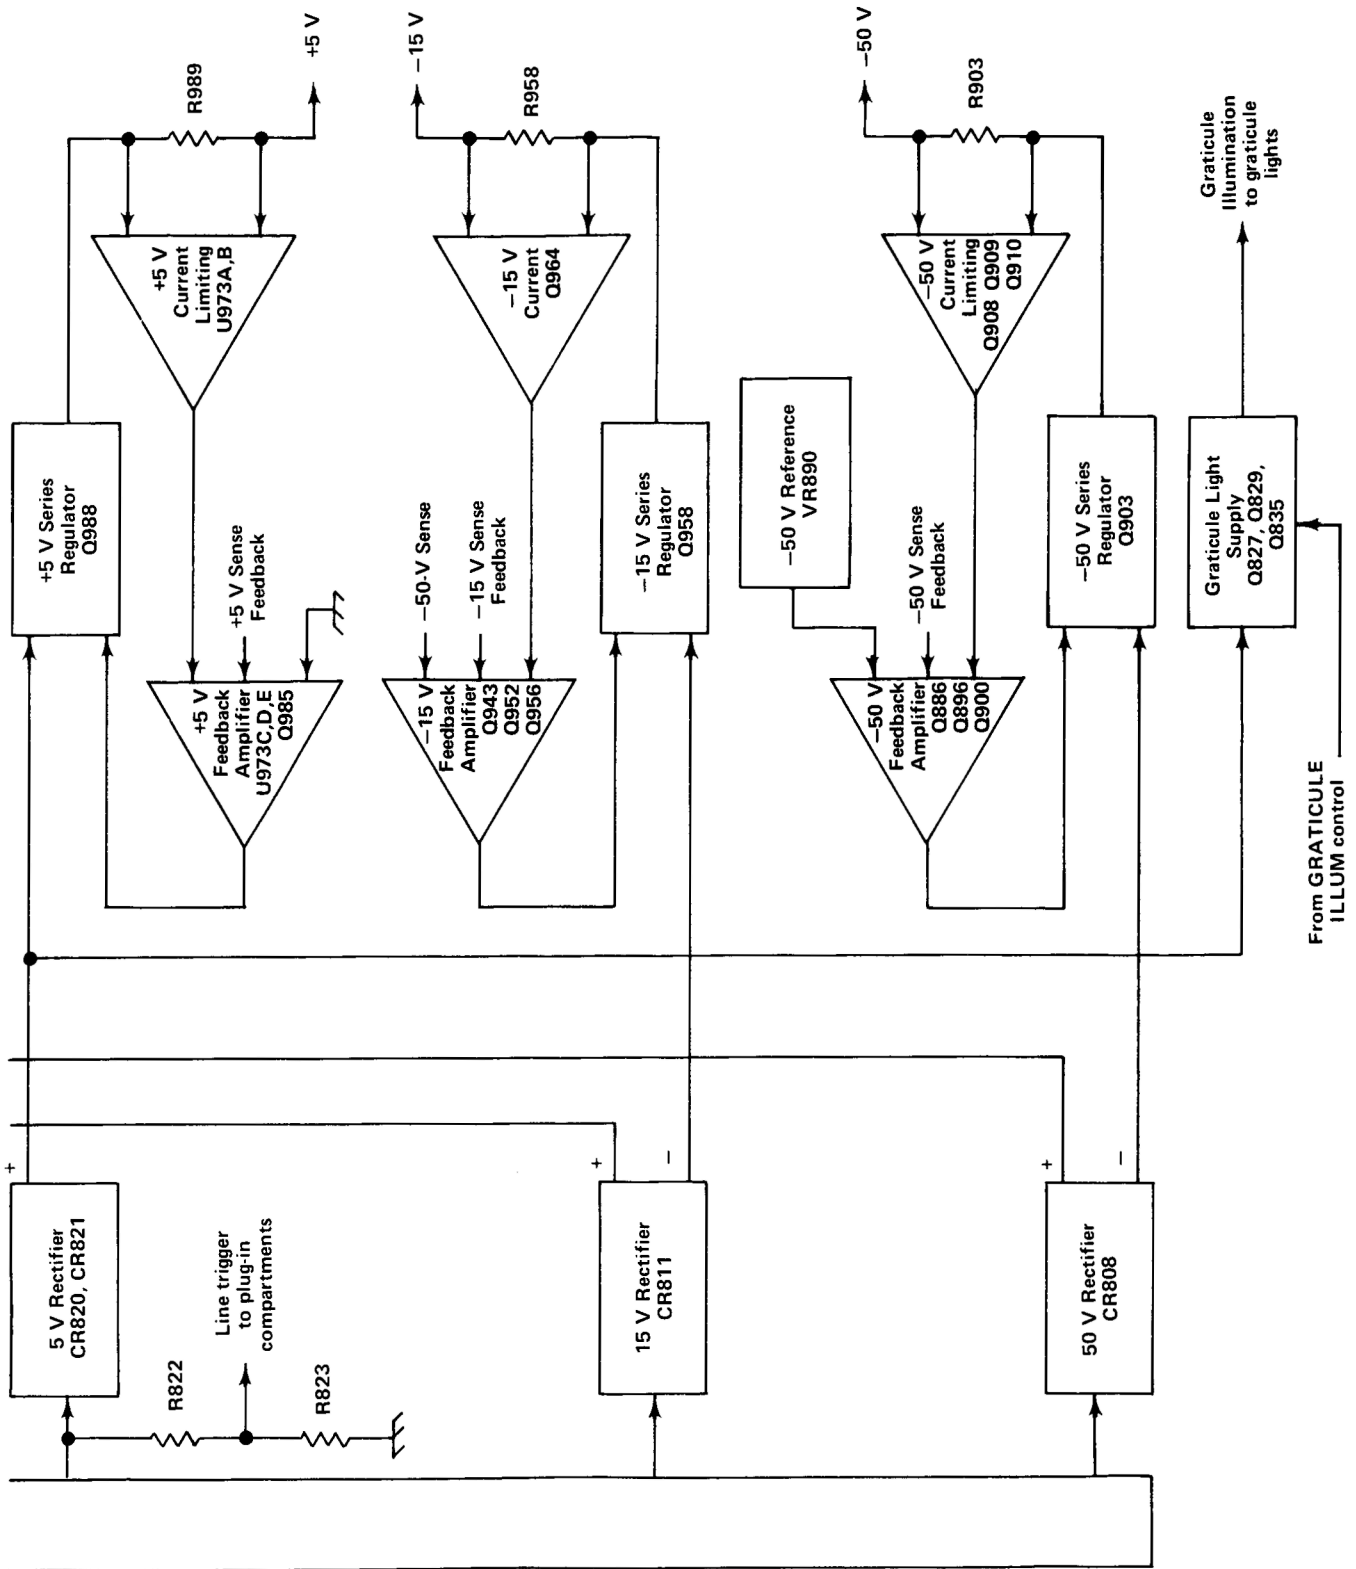 +5 V
-15 V
-50 V
R989
R958
R903
Graticule
Illumination
to graticule
lights
+5 V
Current
Limiting
U973A,B
-15 V
Current
Q964
-50 V
Current
Limiting
Q908 Q909
Q910
+5 V Series
Regulator
Q988
-50 V Reference
VR890
-15 V Series
Regulator
Q958
-50 V Series
Regulator
Q903
Graticule Light
Supply
Q827, Q829,
Q835
+5 V Sense
Feedback
-50-V Sense
-15 V Sense
Feedback
-50 V Sense
Feedback
+5 V
Feedback
Amplifier
U973C,D,E
Q985
-15 V
Feedback
Amplifier
Q943
Q952
Q956
-50 V
Feedback
Amplifier
Q886
Q896
Q900
From GRATICULE
ILLUM control
+
+
-
+
-
5 V Rectifier
CR820, CR821
Line trigger
to plug-in
compartments
15 V Rectifier
CR811
50 V Rectifier
CR808
R822
R823